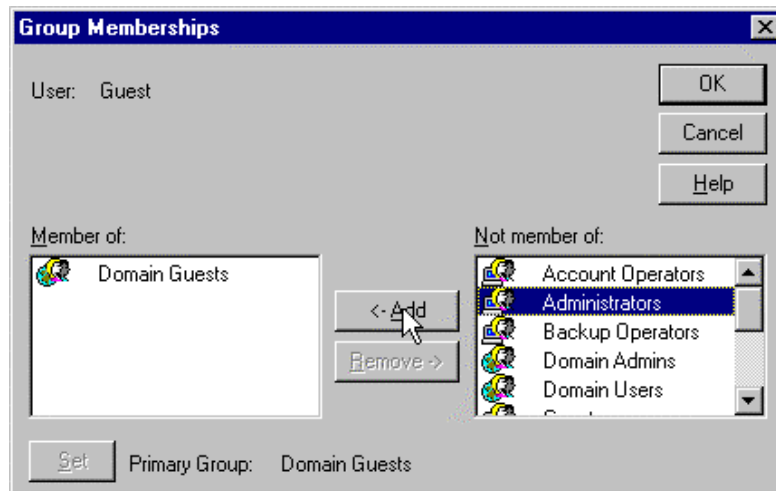 Group Memberships
User: Guest
OK
Cancel
Help
Member of:
Domain Guests
<- Add
Remove ->
Not member of:
Account Operators
Administrators
Backup Operators
Domain Admins
Domain Users
Set
Primary Group: Domain Guests